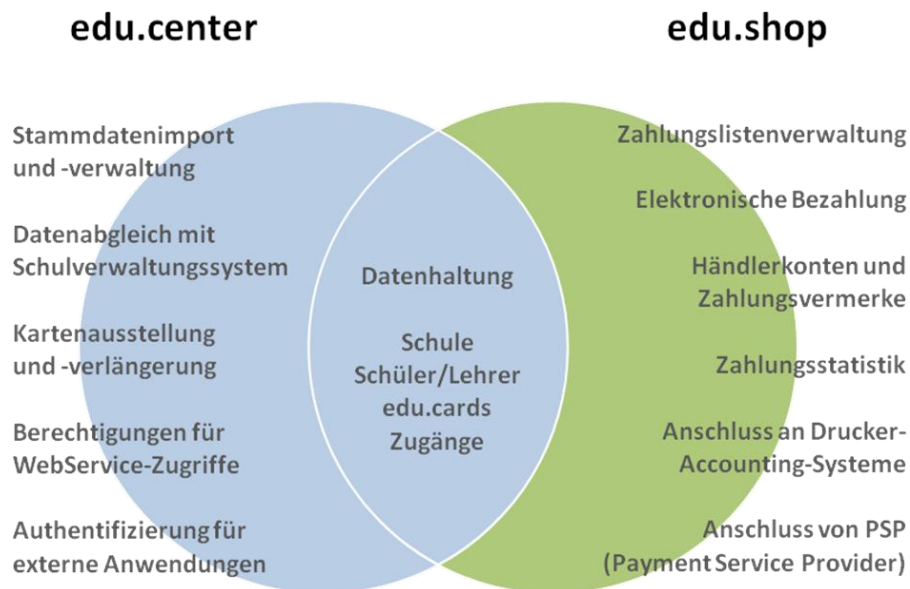 edu.center
edu.shop
Stammdatenimport
und -verwaltung
Datenabgleich mit
Schulverwaltungssystem
Kartenausstellung
und -verlängerung
Berechtigungen für
WebService-Zugriffe
Authentifizierung für
externe Anwendungen
Datenhaltung
Schule
Schüler/Lehrer
edu.cards
Zugänge
Zahlungslistenverwaltung
Elektronische Bezahlung
Händlerkonten und
Zahlungsvermerke
Zahlungsstatistik
Anschluss an Drucker-
Accounting-Systeme
Anschluss von PSP
(Payment Service Provider)